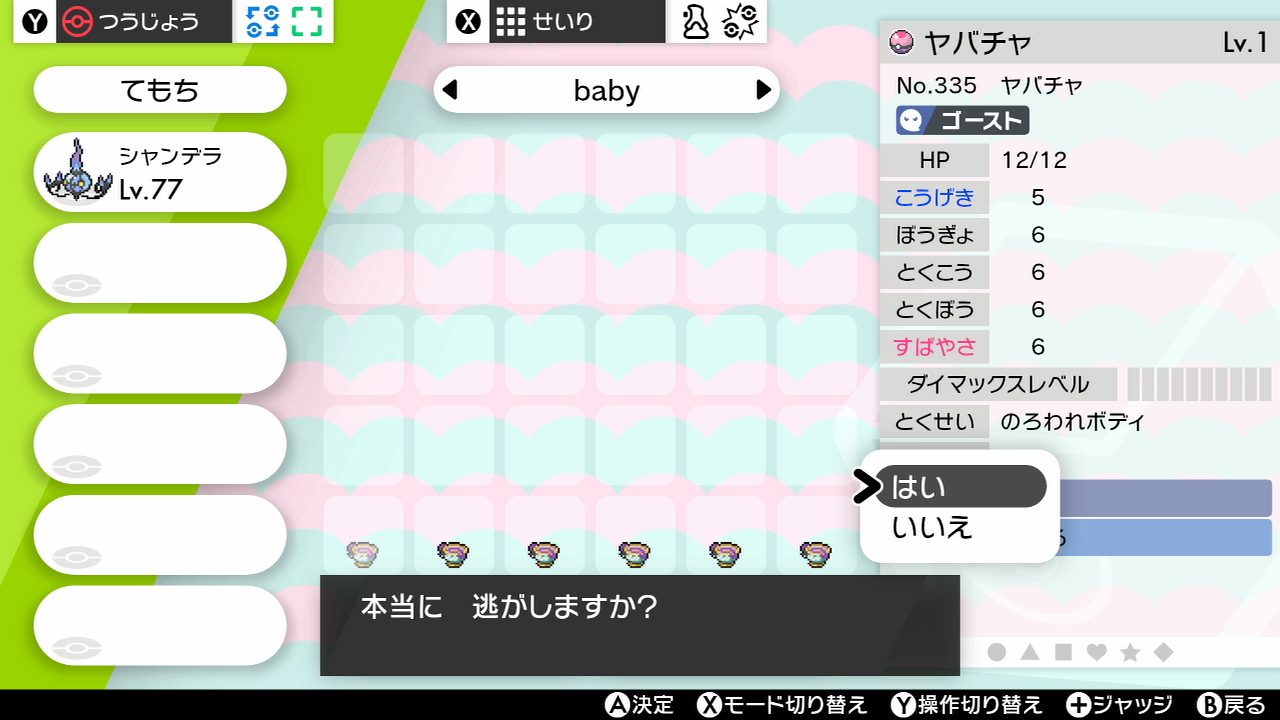 Y つうじょう
X せいり
てもち
シャンデラ
Lv.77
baby
ヤバチャ Lv.1
No.335 ヤバチャ
ゴースト
HP 12/12
こうげき 5
ぼうぎょ 6
とくこう 6
とくぼう 6
すばやさ 6
ダイマックスレベル
とくせい のろわれボディ
はい
いいえ
本当に 逃がしますか?
A決定 Xモード切り替え Y操作切り替え +ジャッジ B戻る